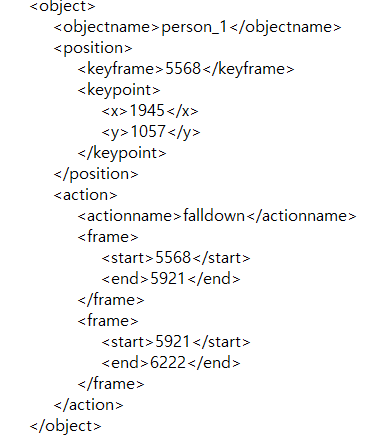 <object>
<objectname>person_1</objectname>
<position>
<keyframe>5568</keyframe>
<keypoint>
<x>1945</x>
<y>1057</y>
</keypoint>
</position>
<action>
<actionname>falldown</actionname>
<frame>
<start>5568</start>
<end>5921</end>
</frame>
<frame>
<start>5921</start>
<end>6222</end>
</frame>
</action>
</object>